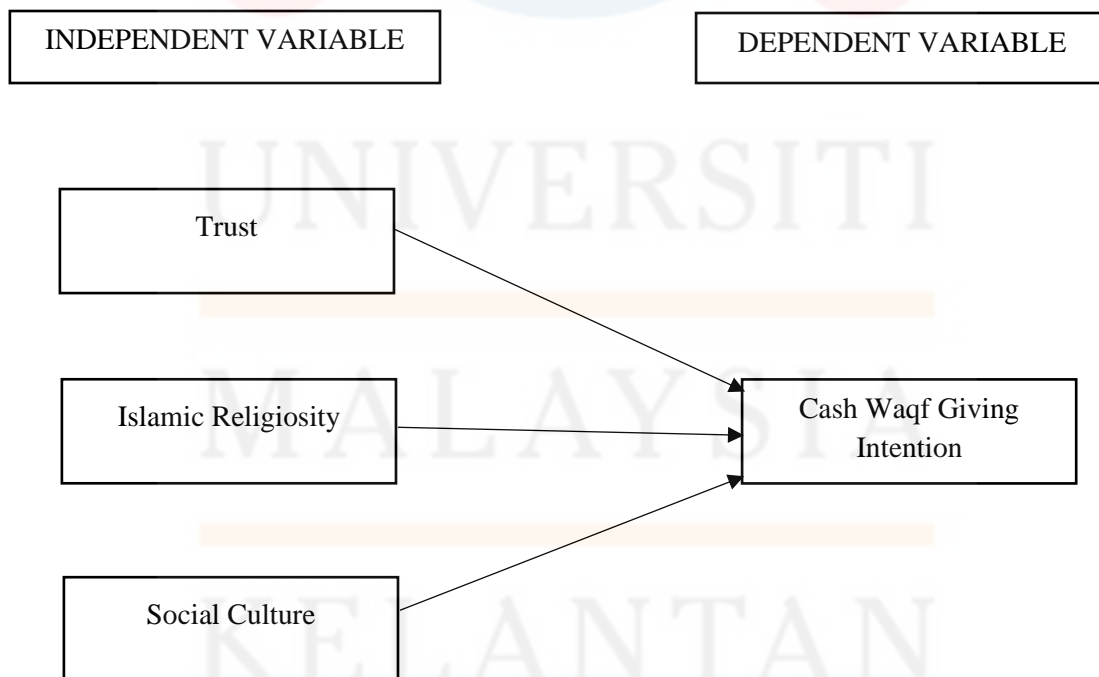 INDEPENDENT VARIABLE
DEPENDENT VARIABLE
UNIVERSITI
Trust
MALAYSIA
Islamic Religiosity
Cash Waqf Giving
Intention
Social Culture
KELANTAN